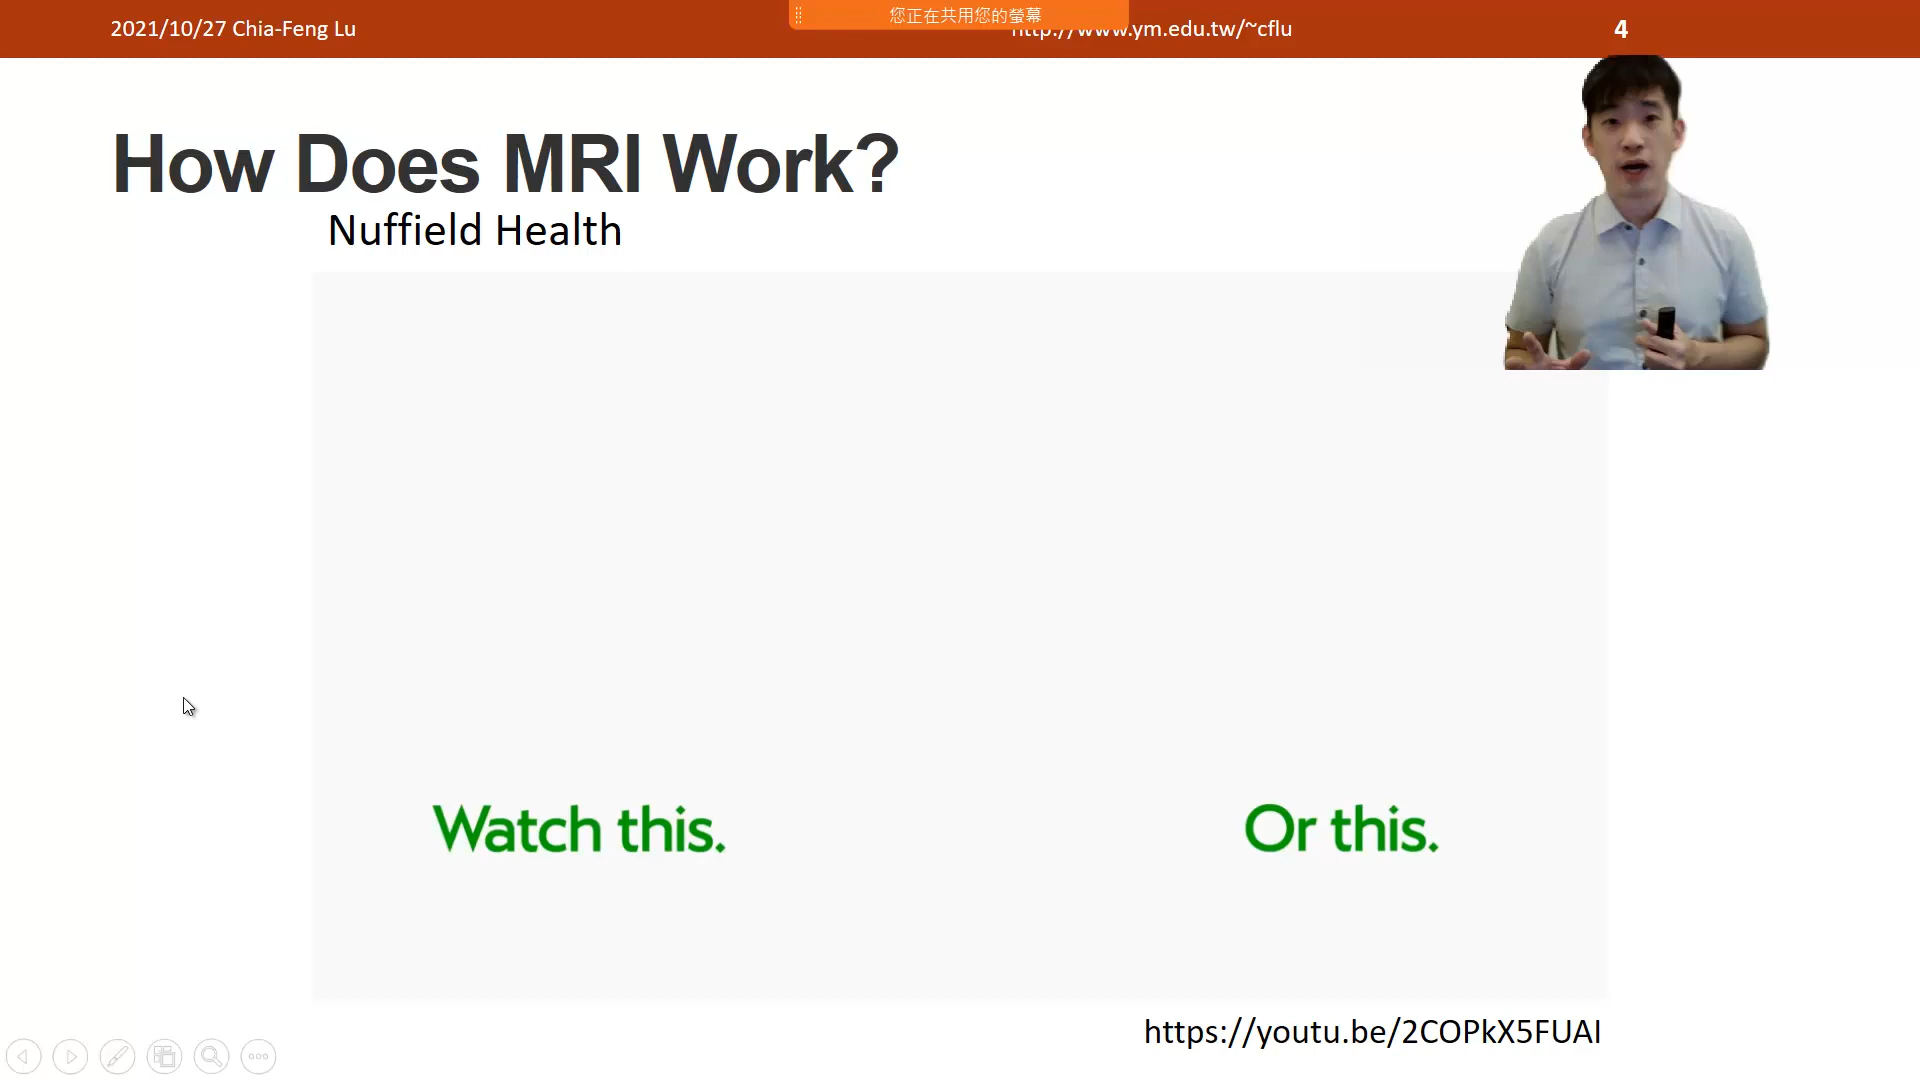 2021/10/27 Chia-Feng Lu
您正在共用您的螢幕
http://www.ym.edu.tw/~cflu
4
How Does MRI Work?
Nuffield Health
Watch this.
Or this.
https://youtu.be/2COPkX5FUAI